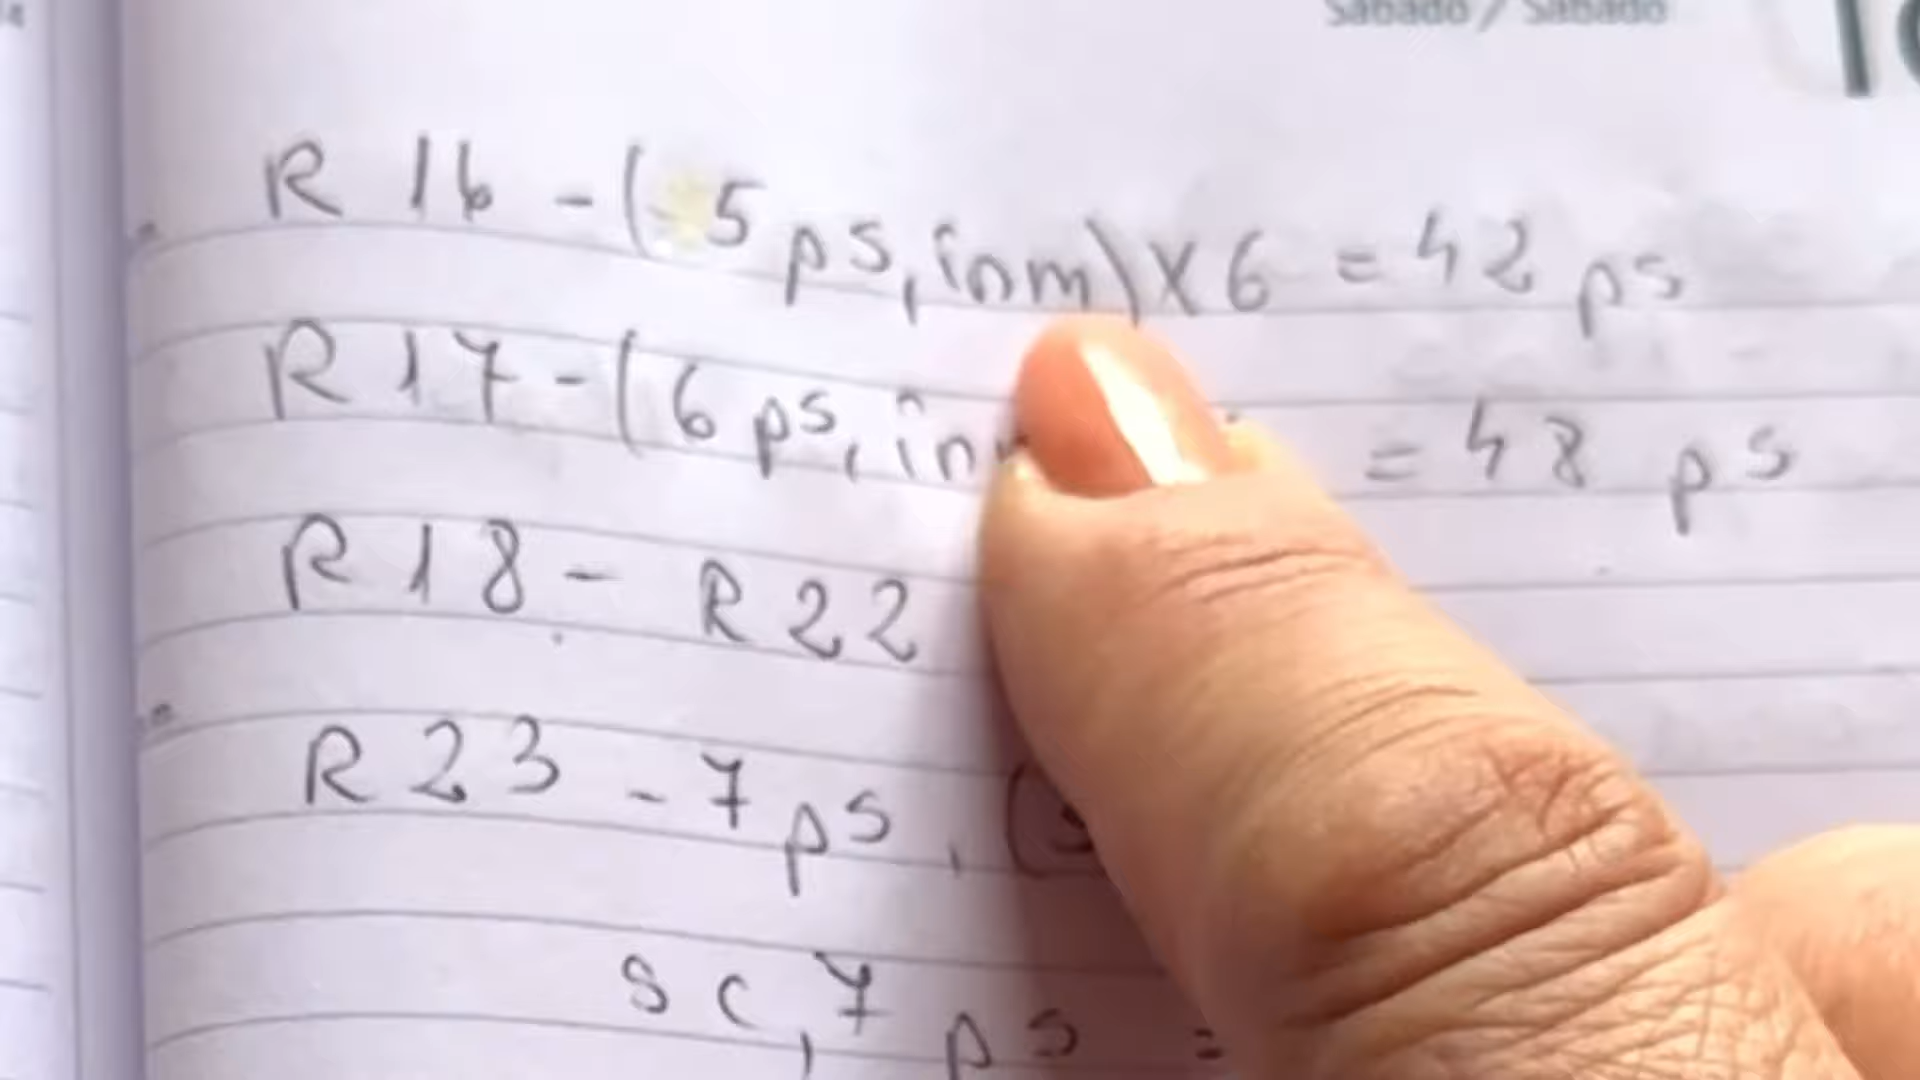 Sábado / Sábado
R 16 - ( 5 ps, inm) x 6 = 42 ps
R 17 - ( 6 ps, = 48 ps
R 18 - R 22
R 23 - 7 ps, (
sc, 7 ps =